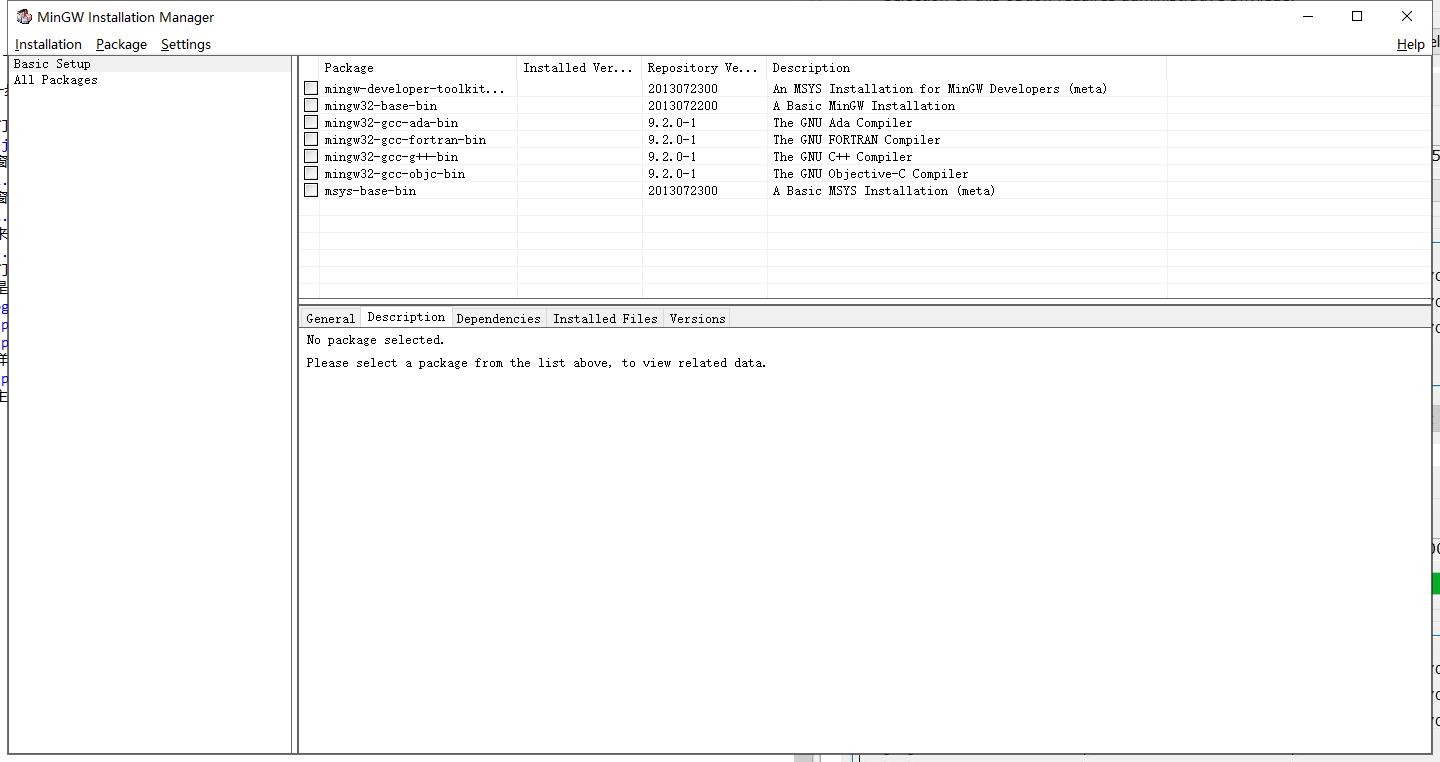 MinGW Installation Manager
Installation Package Settings Help
Basic Setup
All Packages
Package Installed Ver... Repository Ve... Description
mingw-developer-toolkit... 2013072300 An MSYS Installation for MinGW Developers (meta)
mingw32-base-bin 2013072200 A Basic MinGW Installation
mingw32-gcc-ada-bin 9.2.0-1 The GNU Ada Compiler
mingw32-gcc-fortran-bin 9.2.0-1 The GNU FORTRAN Compiler
mingw32-gcc-g++-bin 9.2.0-1 The GNU C++ Compiler
mingw32-gcc-objc-bin 9.2.0-1 The GNU Objective-C Compiler
msys-base-bin 2013072300 A Basic MSYS Installation (meta)
General Description Dependencies Installed Files Versions
No package selected.
Please select a package from the list above, to view related data.